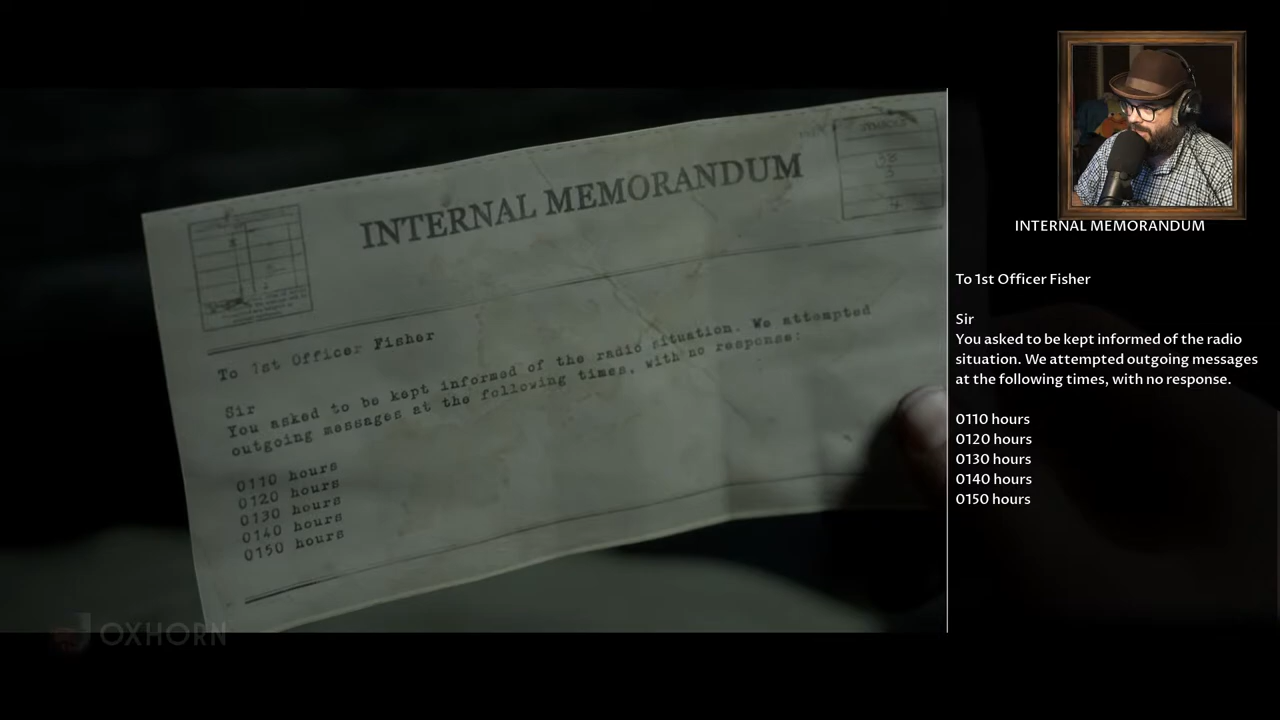 INTERNAL MEMORANDUM
To 1st Officer Fisher
Sir
You asked to be kept informed of the radio situation. We attempted
outgoing messages at the following times, with no response:
0110 hours
0120 hours
0130 hours
0140 hours
0150 hours
OXHORN
INTERNAL MEMORANDUM
To 1st Officer Fisher
Sir
You asked to be kept informed of the radio
situation. We attempted outgoing messages
at the following times, with no response.
0110 hours
0120 hours
0130 hours
0140 hours
0150 hours